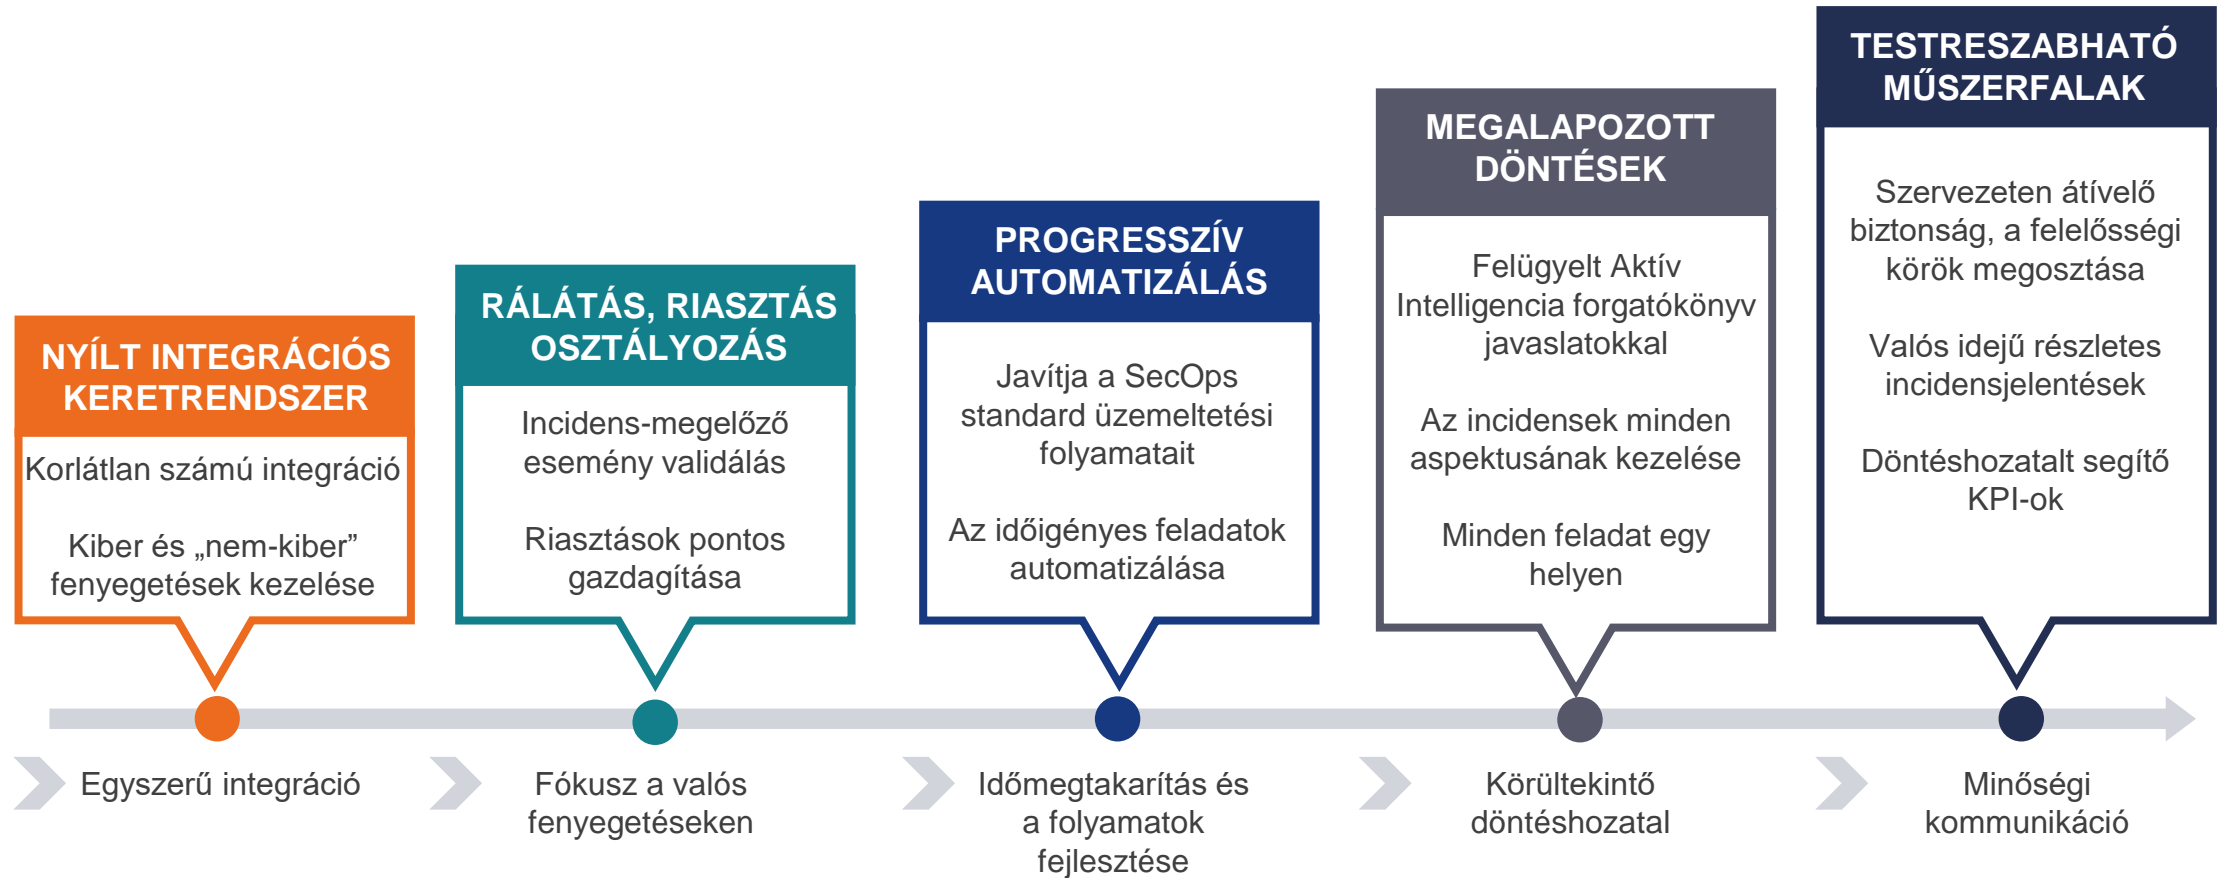 NYÍLT INTEGRÁCIÓS
KERETRENDSZER
Korlátlan számú integráció
Kiber és „nem-kiber”
fenyegetések kezelése
Egyszerű integráció
RÁLÁTÁS, RIASZTÁS
OSZTÁLYOZÁS
Incidens-megelőző
esemény validálás
Riasztások pontos
gazdagítása
Fókusz a valós
fenyegetéseken
PROGRESSZÍV
AUTOMATIZÁLÁS
Javítja a SecOps
standard üzemeltetési
folyamatait
Az időigényes feladatok
automatizálása
Időmegtakarítás és
a folyamatok
fejlesztése
MEGALAPOZOTT
DÖNTÉSEK
Felügyelt Aktív
Intelligencia forgatókönyv
javaslatokkal
Az incidensek minden
aspektusának kezelése
Minden feladat egy
helyen
Körültekintő
döntéshozatal
TESTRESZABHATÓ
MŰSZERFALAK
Szervezeten átívelő
biztonság, a felelősségi
körök megosztása
Valós idejű részletes
incidensjelentések
Döntéshozatalt segítő
KPI-ok
Minőségi
kommunikáció